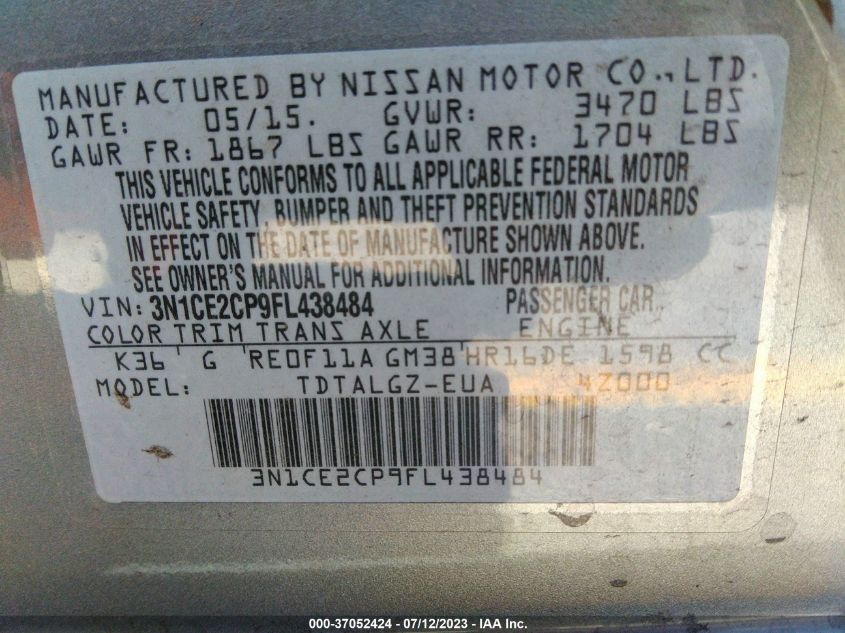 MANUFACTURED BY NISSAN MOTOR CO., LTD.
DATE: 05/15. GVWR: 3470 LBS
GAWR FR: 1867 LBS GAWR RR: 1704 LBS
THIS VEHICLE CONFORMS TO ALL APPLICABLE FEDERAL MOTOR
VEHICLE SAFETY, BUMPER AND THEFT PREVENTION STANDARDS
IN EFFECT ON THE DATE OF MANUFACTURE SHOWN ABOVE.
SEE OWNER'S MANUAL FOR ADDITIONAL INFORMATION.
VIN: 3N1CE2CP9FL438484 PASSENGER CAR
COLOR TRIM TRANS AXLE ENGINE
K36 G RE0F11A GM38 HR16DE 1598 CC
MODEL: TDTALGZ-EUA 4Z000
3N1CE2CP9FL438484
000-37052424 - 07/12/2023 - IAA Inc.